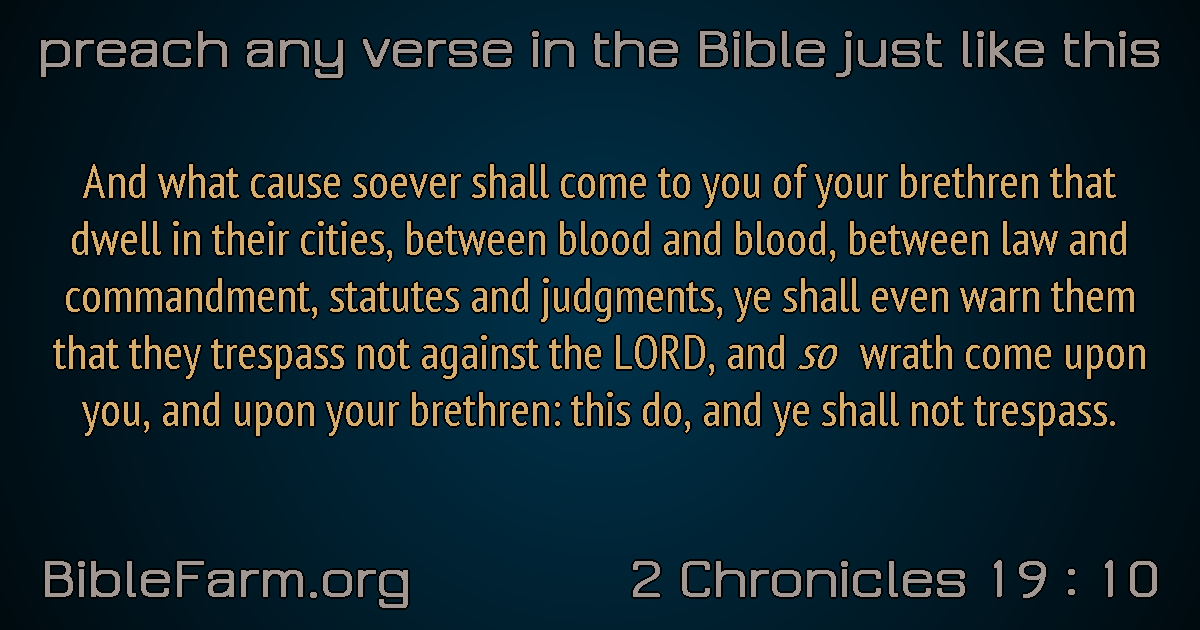 preach any verse in the Bible just like this
And what cause soever shall come to you of your brethren that
dwell in their cities, between blood and blood, between law and
commandment, statutes and judgments, ye shall even warn them
that they trespass not against the LORD, and so wrath come upon
you, and upon your brethren: this do, and ye shall not trespass.
BibleFarm.org
2 Chronicles 19 : 10